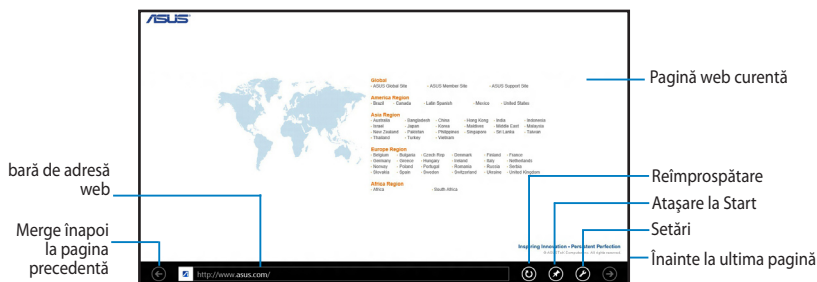 ASUS
Global
- ASUS Global Site - ASUS Member Site - ASUS Support Site
America Region
- Brazil - Canada - Latin Spanish - Mexico - United States
Asia Region
- Australia - Bangladesh - China - Hong Kong - India - Indonesia
- Israel - Japan - Korea - Maldives - Middle East - Malaysia
- New Zealand - Pakistan - Philippines - Singapore - Sri Lanka - Taiwan
- Thailand - Turkey - Vietnam
Europe Region
- Belgium - Bulgaria - Czech Rep - Denmark - Finland - France
- Germany - Greece - Hungary - Ireland - Italy - Netherlands
- Norway - Poland - Portugal - Romania - Russia - Serbia
- Slovakia - Spain - Sweden - Switzerland - Ukraine - United Kingdom
Africa Region
- Africa - South Africa
Inspiring Innovation • Persistent Perfection
All rights reserved.
http://www.asus.com/
Pagină web curentă
bară de adresă
web
Merge înapoi
la pagina
precedentă
Reîmprospătare
Ataşare la Start
Setări
Înainte la ultima pagină